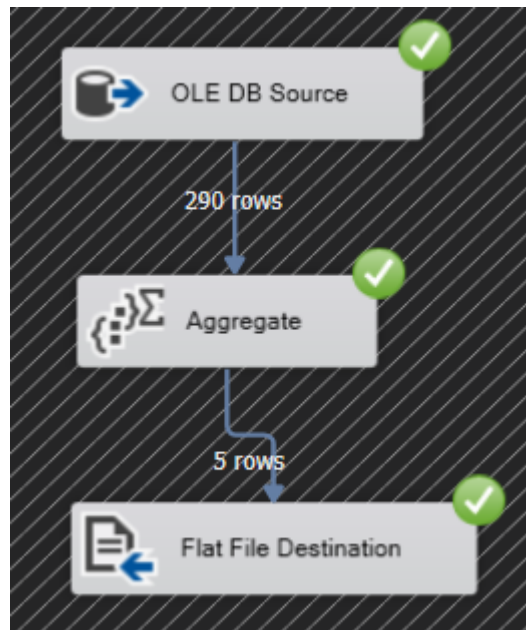 OLE DB Source
290 rows
Aggregate
5 rows
Flat File Destination